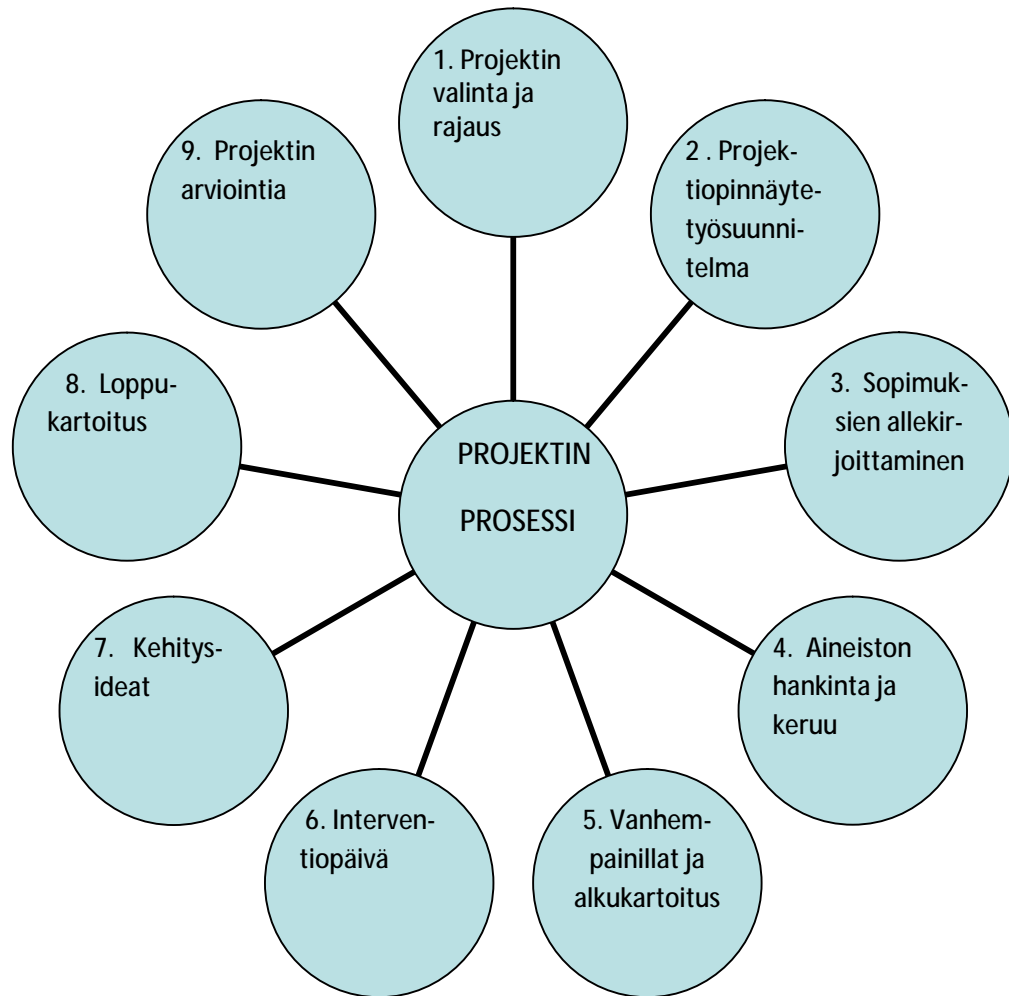 1. Projektin
valinta ja
rajaus
2 . Projek-
tiopinnäyte-
työsuunni-
telma
3. Sopimuk-
sien allekir-
joittaminen
4. Aineiston
hankinta ja
keruu
5. Vanhem-
painillat ja
alkukartoitus
6. Interven-
tiopäivä
7. Kehitys-
ideat
8. Loppu-
kartoitus
9. Projektin
arviointia
PROJEKTIN
PROSESSI